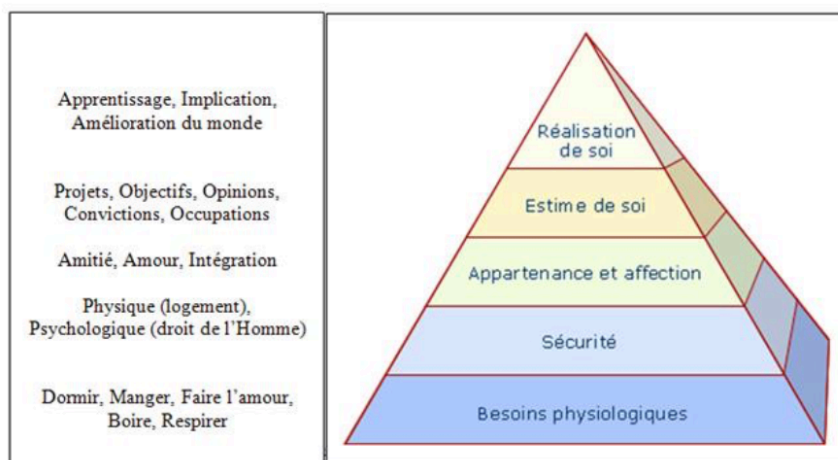 Apprentissage, Implication,
Amélioration du monde
Projets, Objectifs, Opinions,
Convictions, Occupations
Amitié, Amour, Intégration
Physique (logement),
Psychologique (droit de l'Homme)
Dormir, Manger, Faire l'amour,
Boire, Respirer
Réalisation
de soi
Estime de soi
Appartenance et affection
Sécurité
Besoins physiologiques